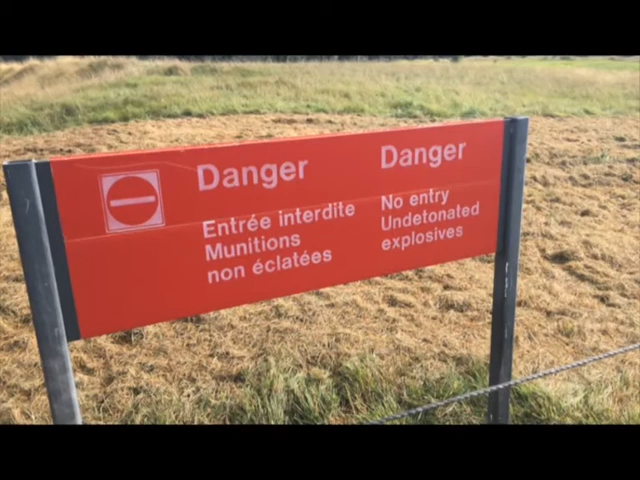 Danger
Entrée interdite
Munitions
non éclatées
Danger
No entry
Undetonated
explosives